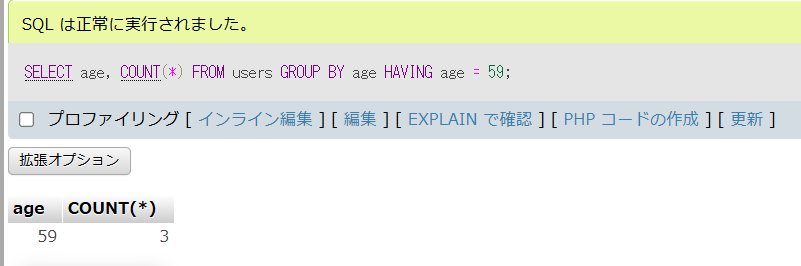 SQL は正常に実行されました。
SELECT age, COUNT(*) FROM users GROUP BY age HAVING age = 59;
プロファイリング [ インライン編集 ] [ 編集 ] [ EXPLAIN で確認 ] [ PHP コードの作成 ] [ 更新 ]
拡張オプション
age COUNT(*)
59 3